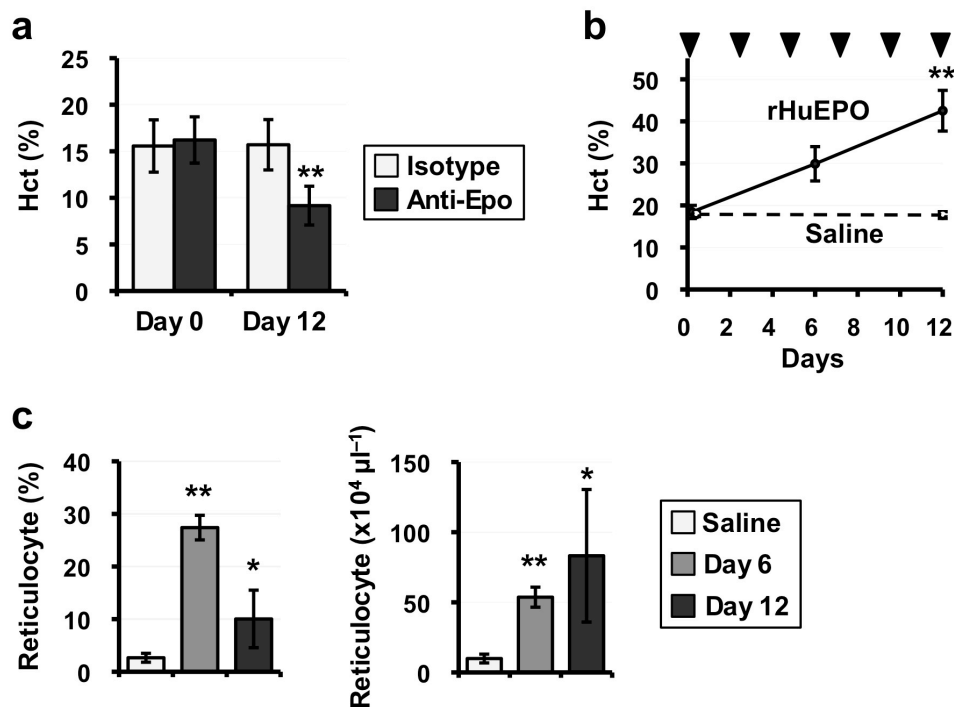 a
25
20
15
10
5
0
Hct (%)
**
Day 0 Day 12
Isotype
Anti-Epo
b
50
40
30
20
10
0
Hct (%)
**
rHuEPO
Saline
0 2 4 6 8 10 12
Days
c
40
30
20
10
0
Reticulocyte (%)
**
*
150
100
50
0
Reticulocyte (x10⁴ µl⁻¹)
**
*
Saline
Day 6
Day 12